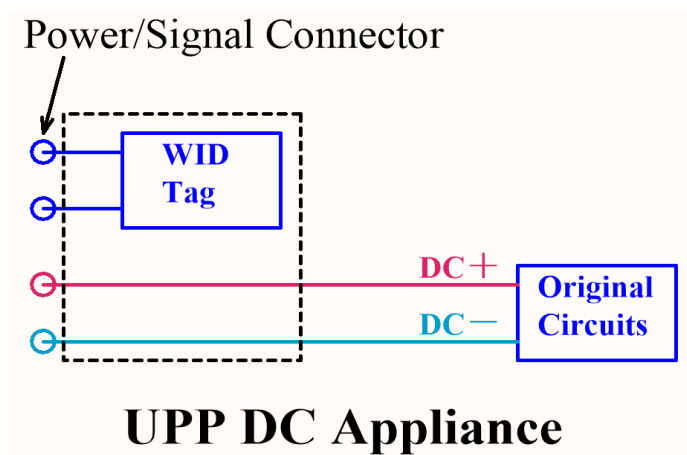 Power/Signal Connector
WID
Tag
DC+
Original
Circuits
DC−
UPP DC Appliance